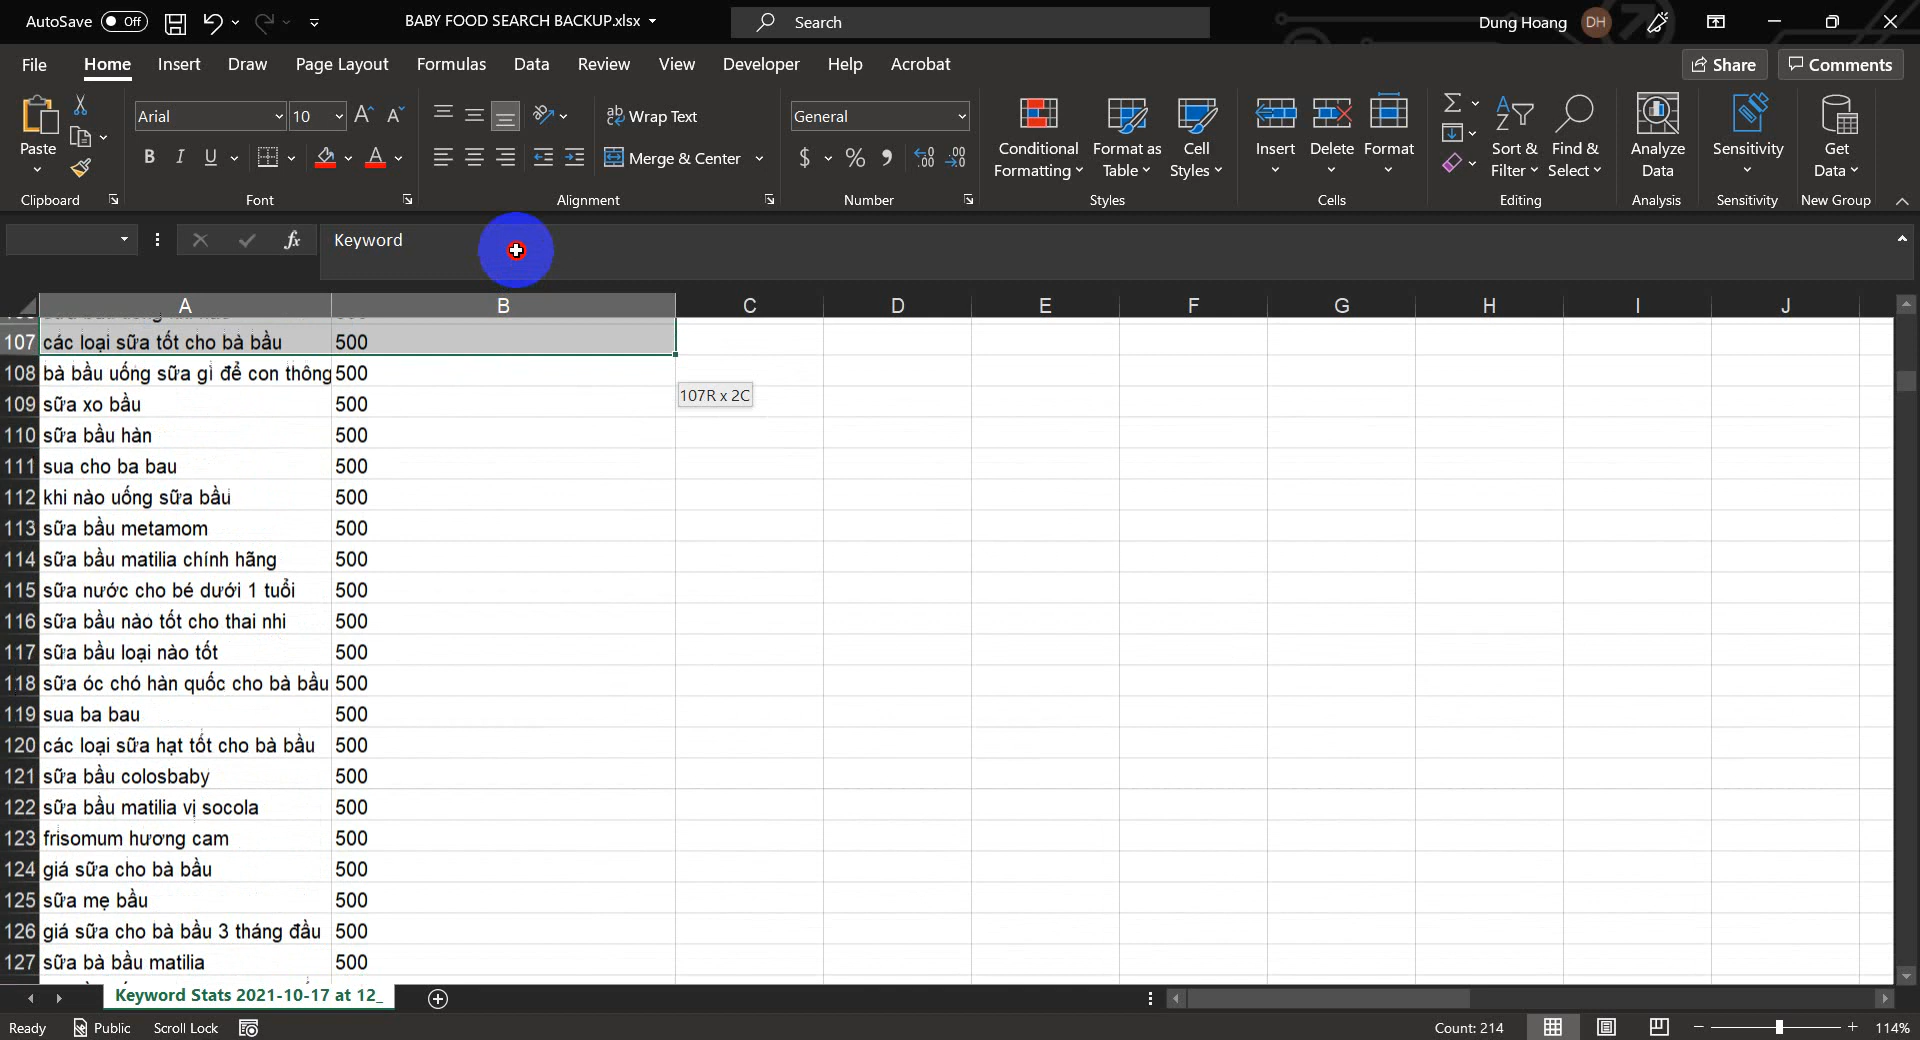 AutoSave Off BABY FOOD SEARCH BACKUP.xlsx Search Dung Hoang DH
File Home Insert Draw Page Layout Formulas Data Review View Developer Help Acrobat Share Comments
Arial 10 Wrap Text General
Paste B I U Merge & Center $ % Conditional Formatting Format as Table Cell Styles Insert Delete Format Sort & Filter Find & Select Analyze Data Sensitivity Get Data
Clipboard Font Alignment Number Styles Cells Editing Analysis Sensitivity New Group
fx Keyword
A B C D E F G H I J
107 các loại sữa tốt cho bà bầu 500
108 bà bầu uống sữa gì để con thông 500
107R x 2C
109 sữa xo bầu 500
110 sữa bầu hàn 500
111 sua cho ba bau 500
112 khi nào uống sữa bầu 500
113 sữa bầu metamom 500
114 sữa bầu matilia chính hãng 500
115 sữa nước cho bé dưới 1 tuổi 500
116 sữa bầu nào tốt cho thai nhi 500
117 sữa bầu loại nào tốt 500
118 sữa óc chó hàn quốc cho bà bầu 500
119 sua ba bau 500
120 các loại sữa hạt tốt cho bà bầu 500
121 sữa bầu colosbaby 500
122 sữa bầu matilia vị socola 500
123 frisomum hương cam 500
124 giá sữa cho bà bầu 500
125 sữa mẹ bầu 500
126 giá sữa cho bà bầu 3 tháng đầu 500
127 sữa bà bầu matilia 500
Keyword Stats 2021-10-17 at 12_
Ready Public Scroll Lock Count: 214 114%